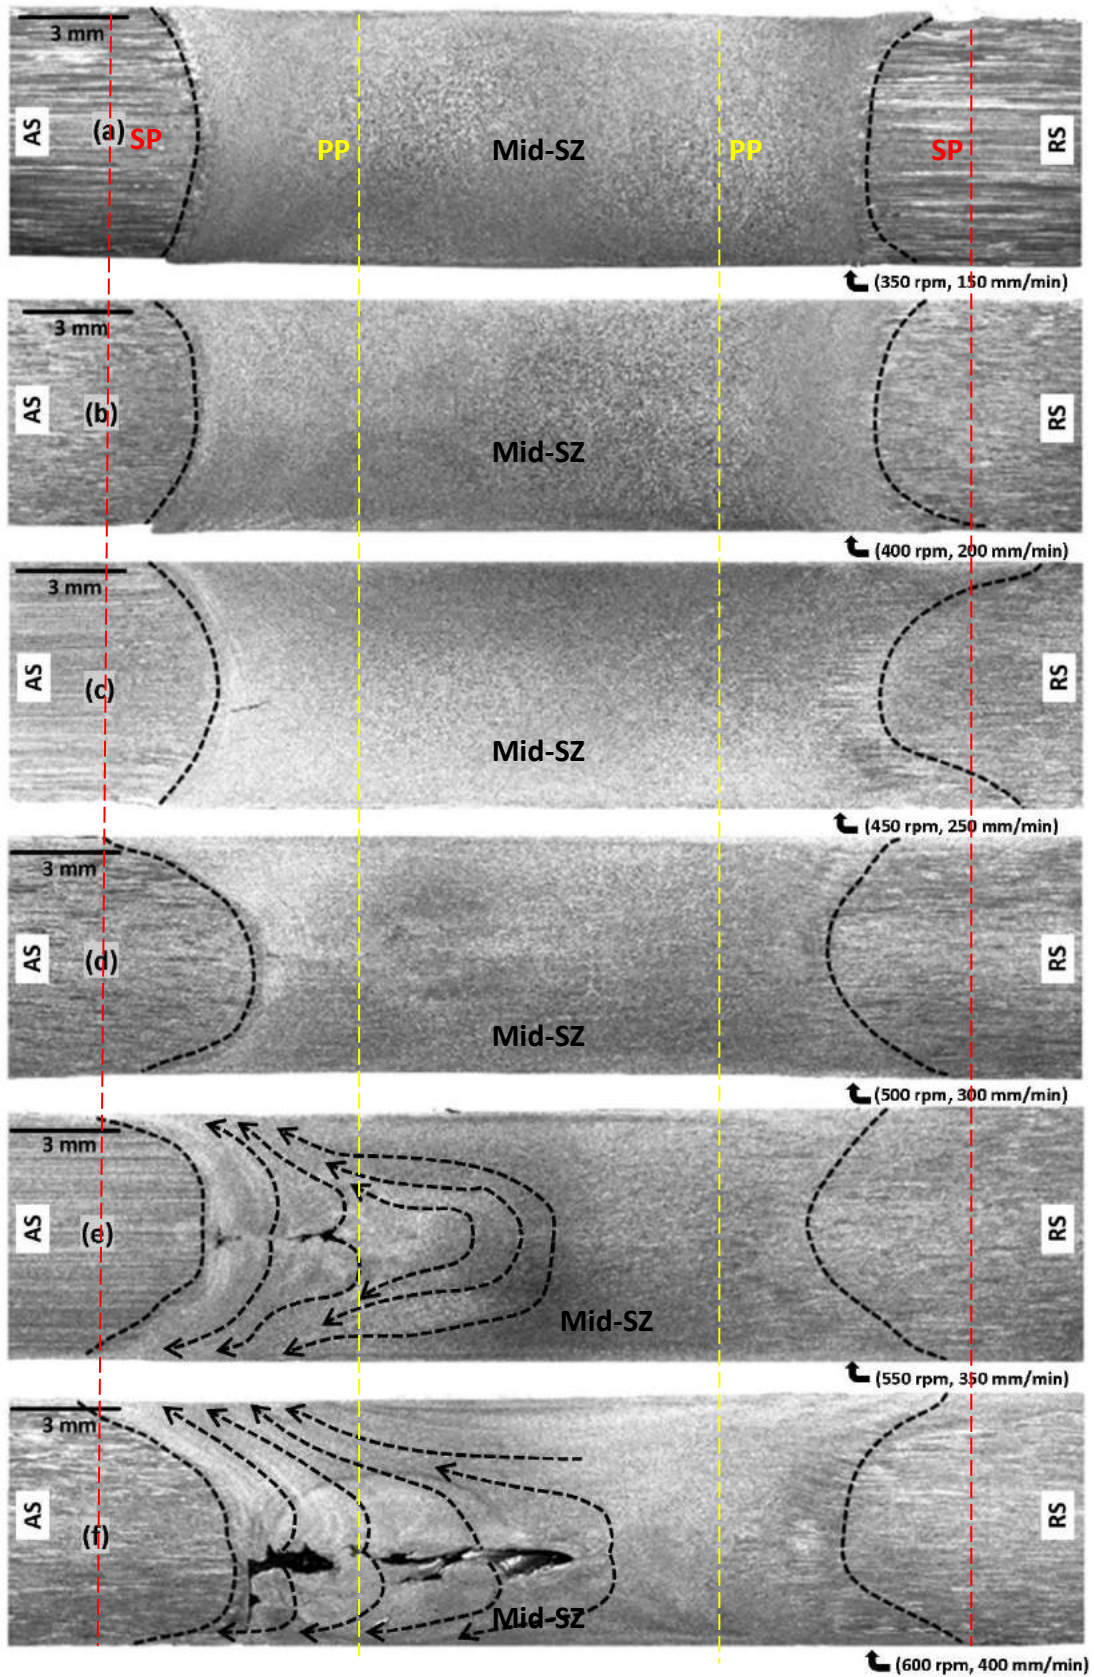 3 mm
AS
(a)
SP
PP
Mid-SZ
PP
SP
RS
(350 rpm, 150 mm/min)
3 mm
AS
(b)
Mid-SZ
RS
(400 rpm, 200 mm/min)
3 mm
AS
(c)
Mid-SZ
RS
(450 rpm, 250 mm/min)
3 mm
AS
(d)
Mid-SZ
RS
(500 rpm, 300 mm/min)
3 mm
AS
(e)
Mid-SZ
RS
(550 rpm, 350 mm/min)
3 mm
AS
(f)
Mid-SZ
RS
(600 rpm, 400 mm/min)